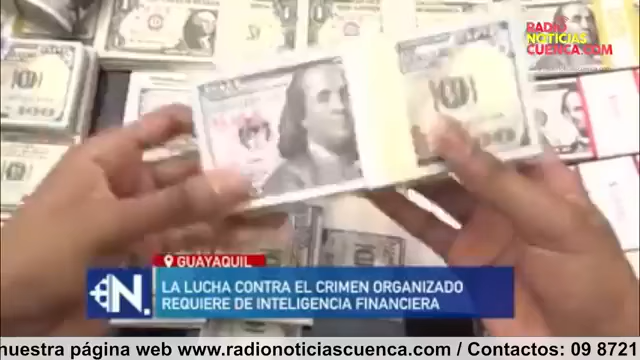 RADIO
NOTICIAS
CUENCA.COM
100
GUAYAQUIL
N.
LA LUCHA CONTRA EL CRIMEN ORGANIZADO
REQUIERE DE INTELIGENCIA FINANCIERA
nuestra página web www.radionoticiascuenca.com / Contactos: 09 8721